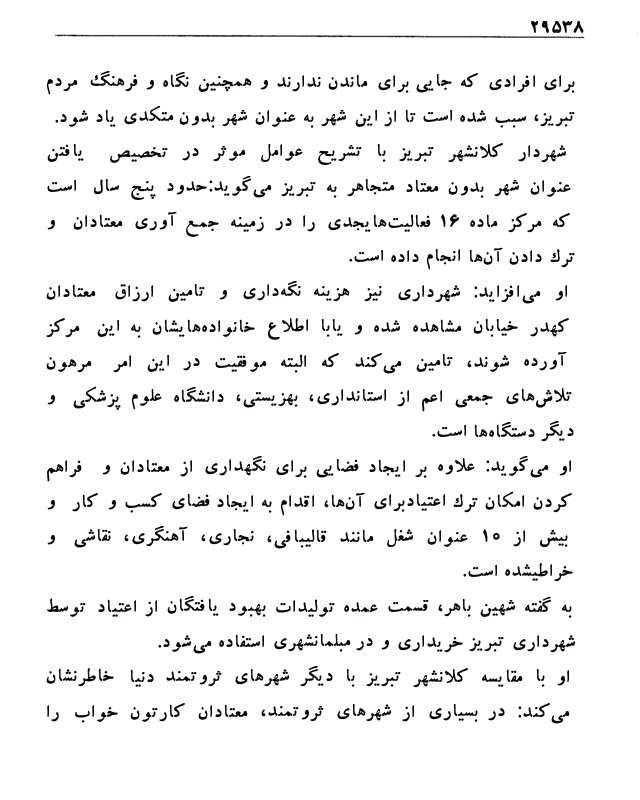 ۲۹۵۳۸
برای افرادی که جایی برای ماندن ندارند و همچنین نگاه و فرهنگ مردم
تبریز، سبب شده است تا از این شهر به عنوان شهر بدون متکدی یاد شود.
شهردار کلانشهر تبریز با تشریح عوامل موثر در تخصیص یافتن
عنوان شهر بدون معتاد متجاهر به تبریز می‌گوید:حدود پنج سال است
که مرکز ماده ۱۶ فعالیت‌هایجدی را در زمینه جمع آوری معتادان و
ترك دادن آن‌ها انجام داده است.
او می‌افزاید: شهرداری نیز هزینه نگه‌داری و تامین ارزاق معتادان
کهدر خیابان مشاهده شده و یابا اطلاع خانواده‌هایشان به این مرکز
آورده شوند، تامین می‌کند که البته موفقیت در این امر مرهون
تلاش‌های جمعی اعم از استانداری، بهزیستی، دانشگاه علوم پزشکی و
دیگر دستگاه‌ها است.
او می‌گوید: علاوه بر ایجاد فضایی برای نگهداری از معتادان و فراهم
کردن امکان ترك اعتیادبرای آن‌ها، اقدام به ایجاد فضای کسب و کار و
بیش از ۱۰ عنوان شغل مانند قالیبافی، نجاری، آهنگری، نقاشی و
خراطیشده است.
به گفته شهین باهر، قسمت عمده تولیدات بهبود یافتگان از اعتیاد توسط
شهرداری تبریز خریداری و در مبلمانشهری استفاده می‌شود.
او با مقایسه کلانشهر تبریز با دیگر شهرهای ثروتمند دنیا خاطرنشان
می‌کند: در بسیاری از شهرهای ثروتمند، معتادان کارتون خواب را